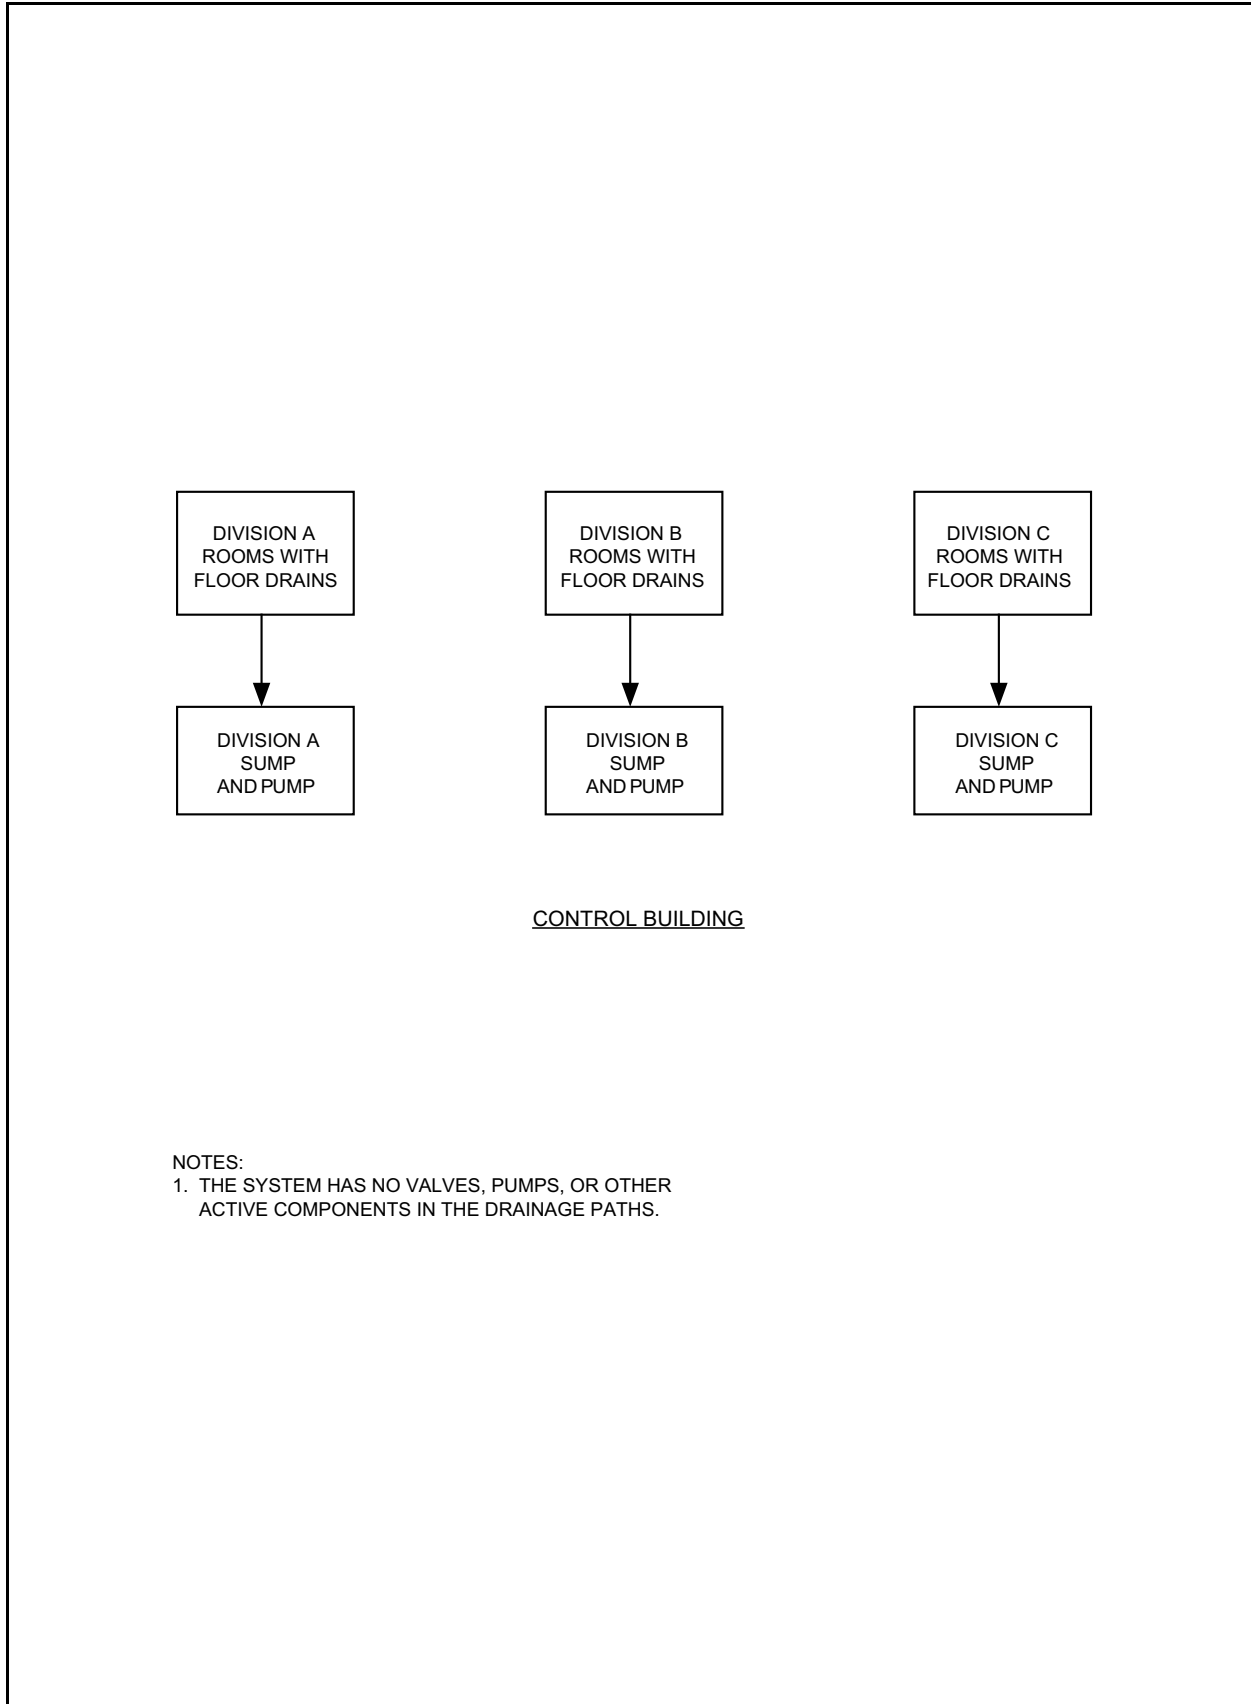 DIVISION A
ROOMS WITH
FLOOR DRAINS
DIVISION B
ROOMS WITH
FLOOR DRAINS
DIVISION C
ROOMS WITH
FLOOR DRAINS
DIVISION A
SUMP
AND PUMP
DIVISION B
SUMP
AND PUMP
DIVISION C
SUMP
AND PUMP
CONTROL BUILDING
NOTES:
1. THE SYSTEM HAS NO VALVES, PUMPS, OR OTHER
ACTIVE COMPONENTS IN THE DRAINAGE PATHS.